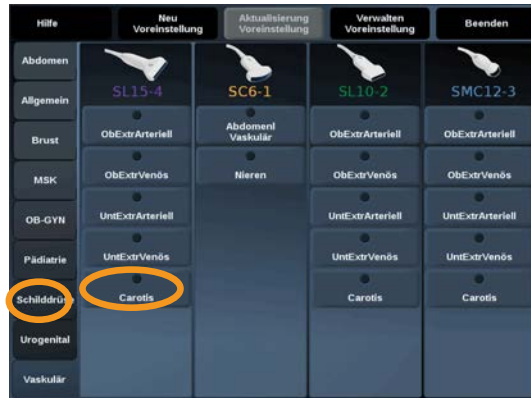 Hilfe
Neu
Voreinstellung
Aktualisierung
Voreinstellung
Verwalten
Voreinstellung
Beenden
Abdomen
Allgemein
Brust
MSK
OB-GYN
Pädiatrie
Schilddrüse
Urogenital
Vaskulär
SL15-4
ObExtrArteriell
ObExtrVenös
UntExtrArteriell
UntExtrVenös
Carotis
SC6-1
Abdomenl
Vaskulär
Nieren
SL10-2
ObExtrArteriell
ObExtrVenös
UntExtrArteriell
UntExtrVenös
Carotis
SMC12-3
ObExtrArteriell
ObExtrVenös
UntExtrArteriell
UntExtrVenös
Carotis